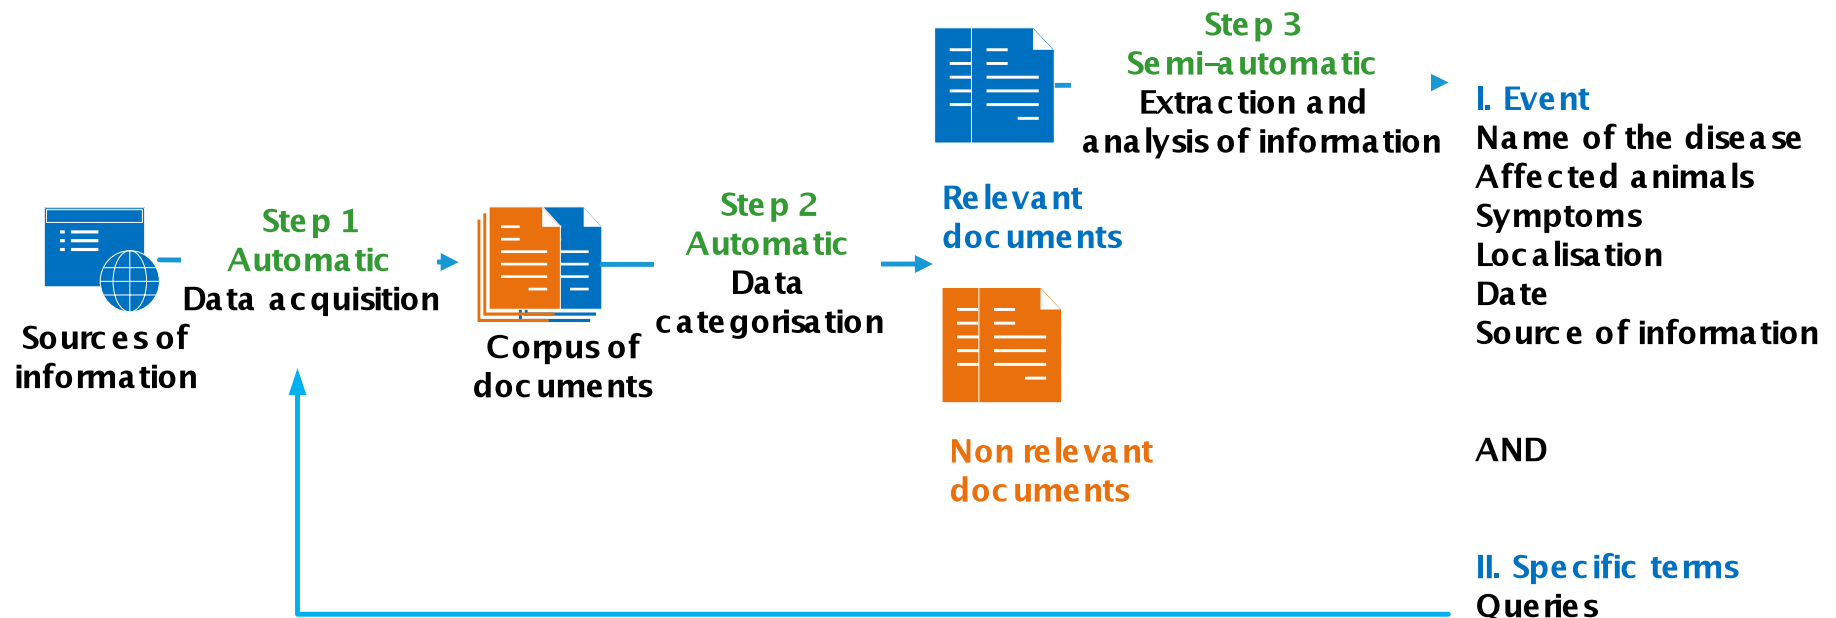 Sources of
information
Step 1
Automatic
Data acquisition
Corpus of
documents
Step 2
Automatic
Data
categorisation
Relevant
documents
Non relevant
documents
Step 3
Semi-automatic
Extraction and
analysis of information
I. Event
Name of the disease
Affected animals
Symptoms
Localisation
Date
Source of information
AND
II. Specific terms
Queries